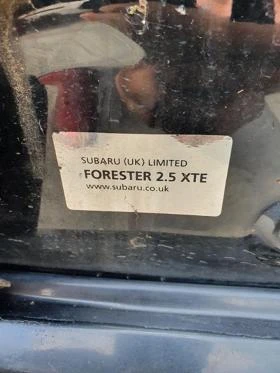 SUBARU (UK) LIMITED
FORESTER 2.5 XTE
www.subaru.co.uk